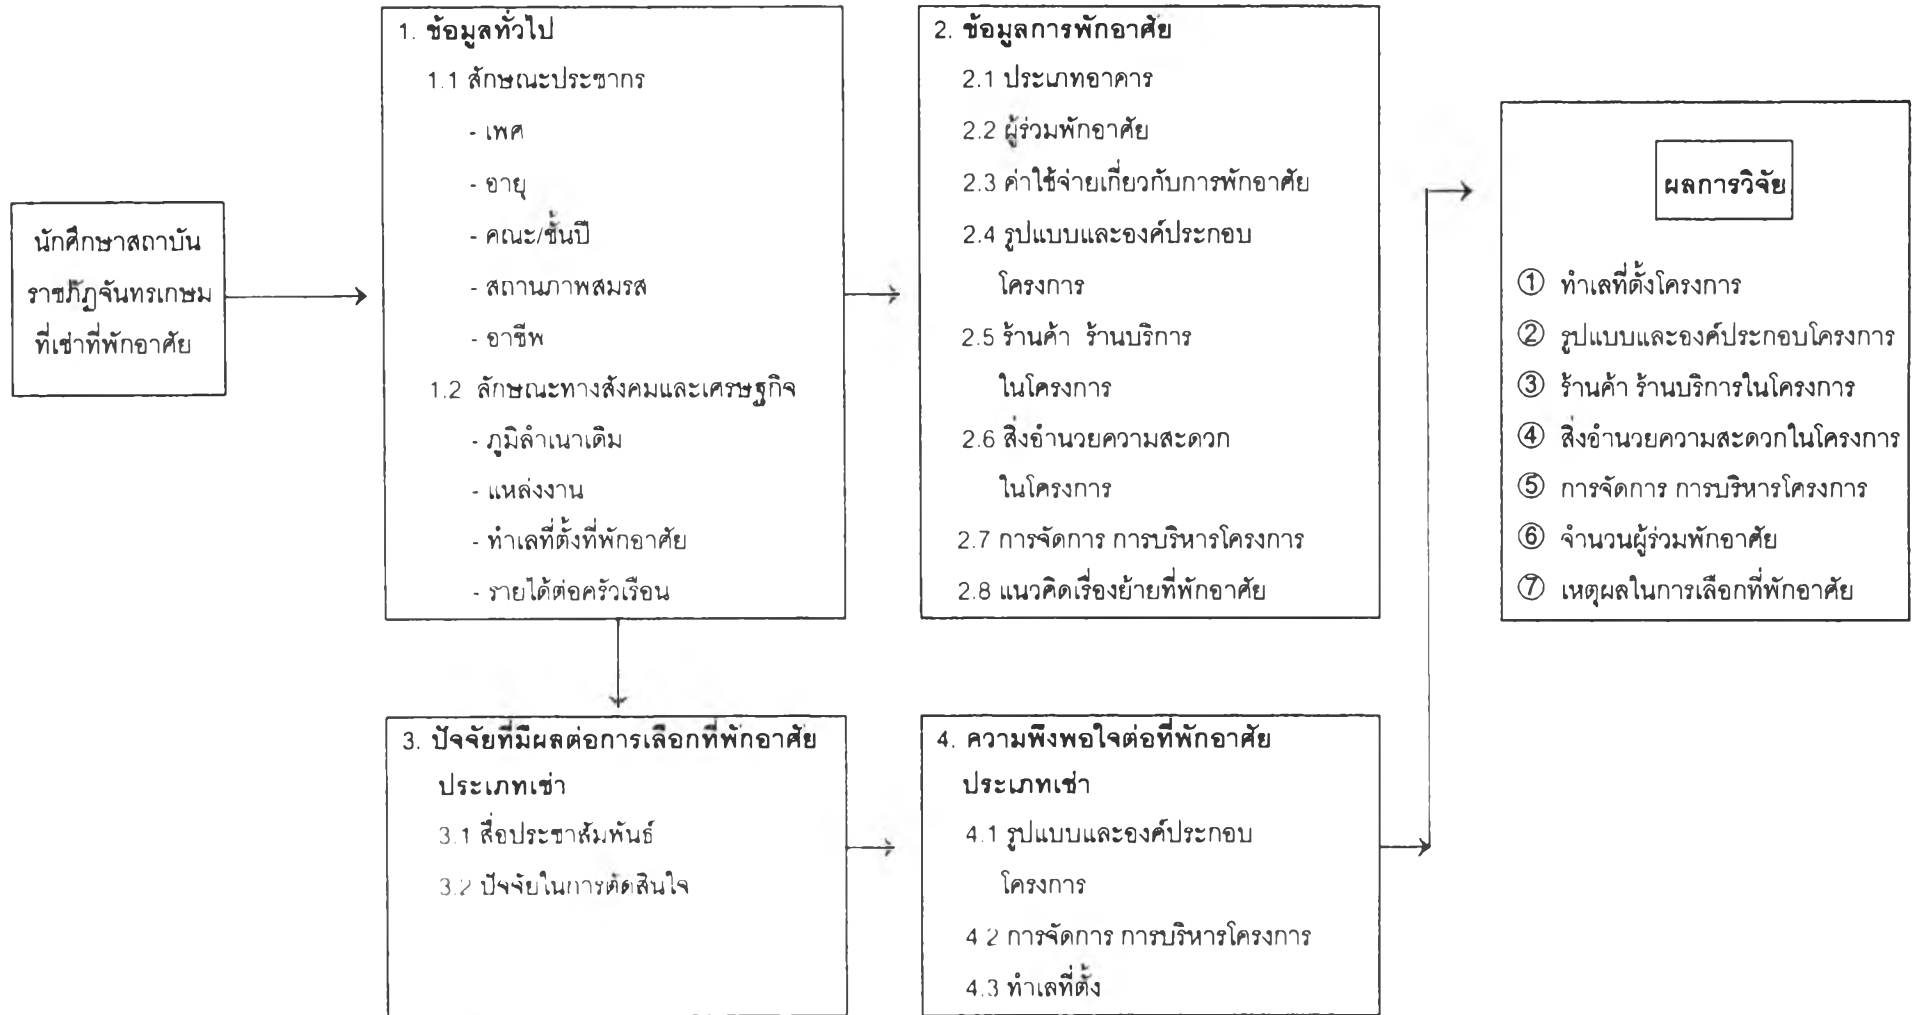 นักศึกษาสถาบัน
ราชภัฏจันทรเกษม
ที่เช่าที่พักอาศัย
1. ข้อมูลทั่วไป
1.1 ลักษณะประชากร
- เพศ
- อายุ
- คณะ/ชั้นปี
- สถานภาพสมรส
- อาชีพ
1.2 ลักษณะทางสังคมและเศรษฐกิจ
- ภูมิลำเนาเดิม
- แหล่งงาน
- ทำเลที่ตั้งที่พักอาศัย
- รายได้ต่อครัวเรือน
2. ข้อมูลการพักอาศัย
2.1 ประเภทอาคาร
2.2 ผู้ร่วมพักอาศัย
2.3 ค่าใช้จ่ายเกี่ยวกับการพักอาศัย
2.4 รูปแบบและองค์ประกอบ
โครงการ
2.5 ร้านค้า ร้านบริการ
ในโครงการ
2.6 สิ่งอำนวยความสะดวก
ในโครงการ
2.7 การจัดการ การบริหารโครงการ
2.8 แนวคิดเรื่องย้ายที่พักอาศัย
3. ปัจจัยที่มีผลต่อการเลือกที่พักอาศัย
ประเภทเช่า
3.1 สื่อประชาสัมพันธ์
3.2 ปัจจัยในการตัดสินใจ
4. ความพึงพอใจต่อที่พักอาศัย
ประเภทเช่า
4.1 รูปแบบและองค์ประกอบ
โครงการ
4.2 การจัดการ การบริหารโครงการ
4.3 ทำเลที่ตั้ง
ผลการวิจัย
① ทำเลที่ตั้งโครงการ
② รูปแบบและองค์ประกอบโครงการ
③ ร้านค้า ร้านบริการในโครงการ
④ สิ่งอำนวยความสะดวกในโครงการ
⑤ การจัดการ การบริหารโครงการ
⑥ จำนวนผู้ร่วมพักอาศัย
⑦ เหตุผลในการเลือกที่พักอาศัย